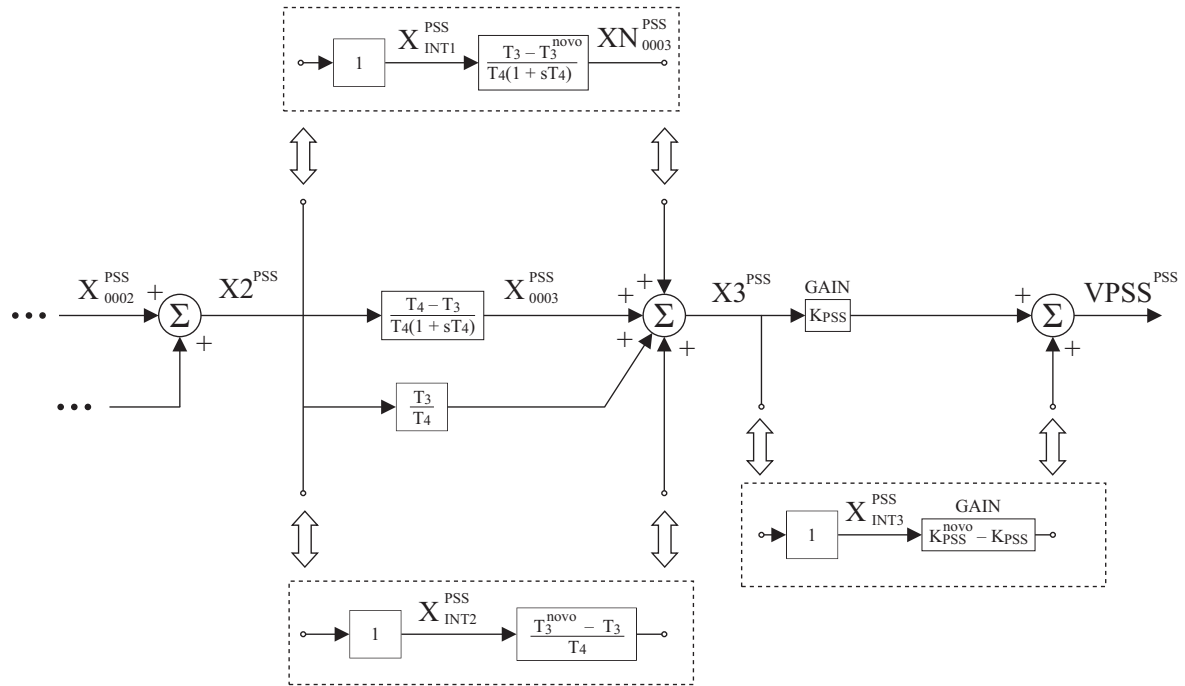 1
X INT1 PSS
T3 – T3 novo
T4(1 + sT4)
XN 0003 PSS
X 0002 PSS
+
Σ
+
X2 PSS
T4 – T3
T4(1 + sT4)
X 0003 PSS
T3
T4
+
+
+
+
Σ
X3 PSS
GAIN
KPSS
+
Σ
+
VPSS PSS
1
X INT3 PSS
GAIN
KPSS novo – KPSS
1
X INT2 PSS
T3 novo – T3
T4